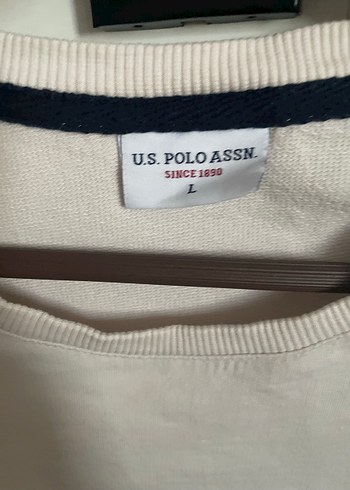 U.S. POLO ASSN.
SINCE 1890
L